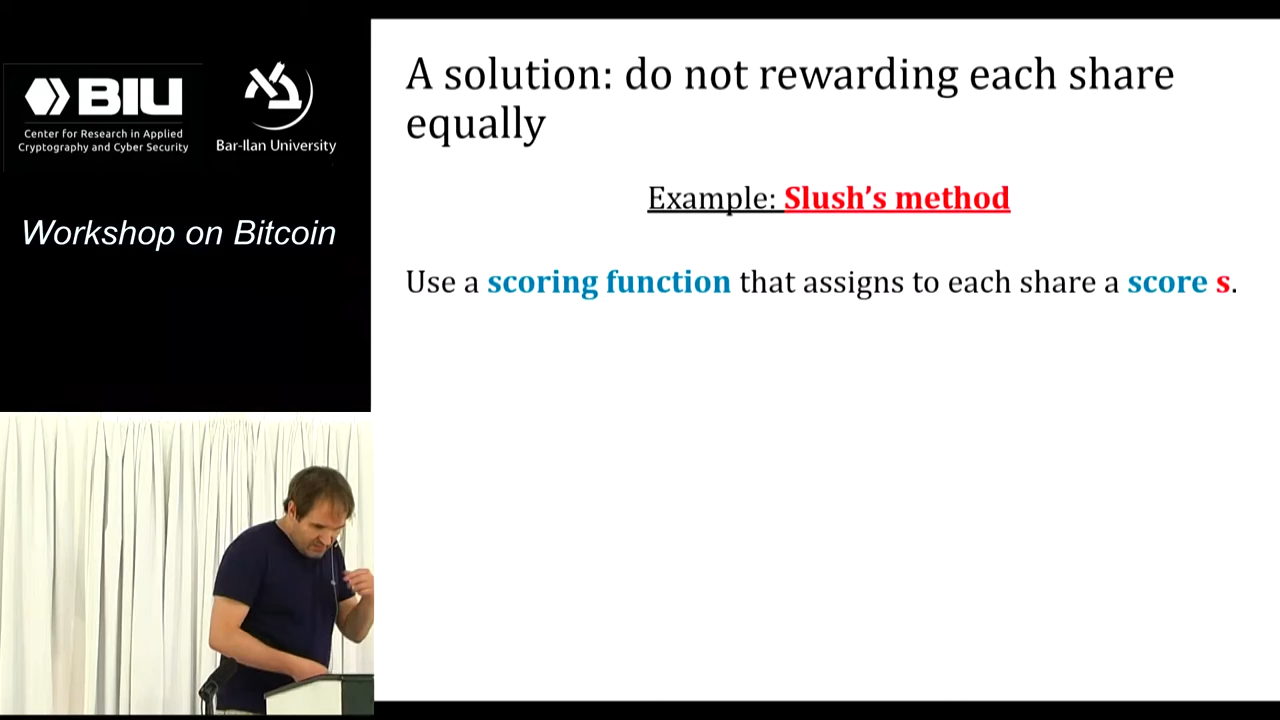 BIU
Center for Research in Applied
Cryptography and Cyber Security
Bar-Ilan University
Workshop on Bitcoin
A solution: do not rewarding each share
equally
Example: Slush's method
Use a scoring function that assigns to each share a score s.